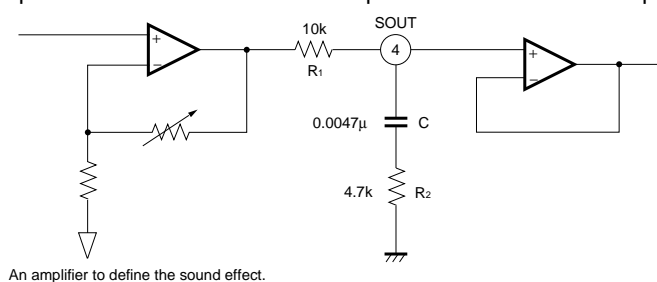 10k
SOUT
4
R1
+
−
+
−
0.0047μ
C
4.7k
R2
An amplifier to define the sound effect.